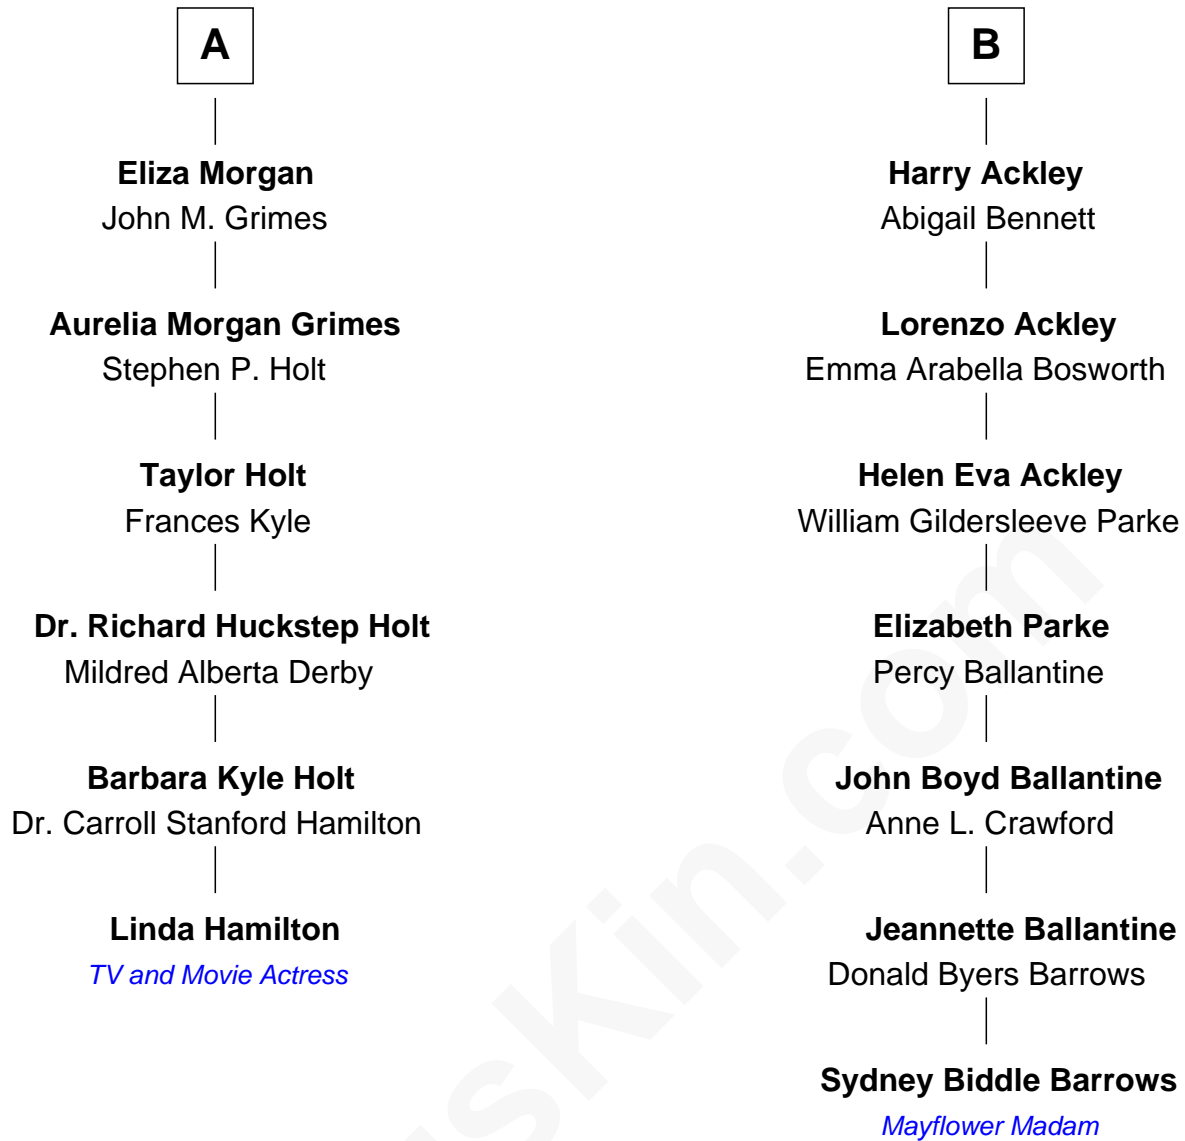 A
Eliza Morgan
John M. Grimes
Aurelia Morgan Grimes
Stephen P. Holt
Taylor Holt
Frances Kyle
Dr. Richard Huckstep Holt
Mildred Alberta Derby
Barbara Kyle Holt
Dr. Carroll Stanford Hamilton
Linda Hamilton
TV and Movie Actress
B
Harry Ackley
Abigail Bennett
Lorenzo Ackley
Emma Arabella Bosworth
Helen Eva Ackley
William Gildersleeve Parke
Elizabeth Parke
Percy Ballantine
John Boyd Ballantine
Anne L. Crawford
Jeannette Ballantine
Donald Byers Barrows
Sydney Biddle Barrows
Mayflower Madam
sKin.com